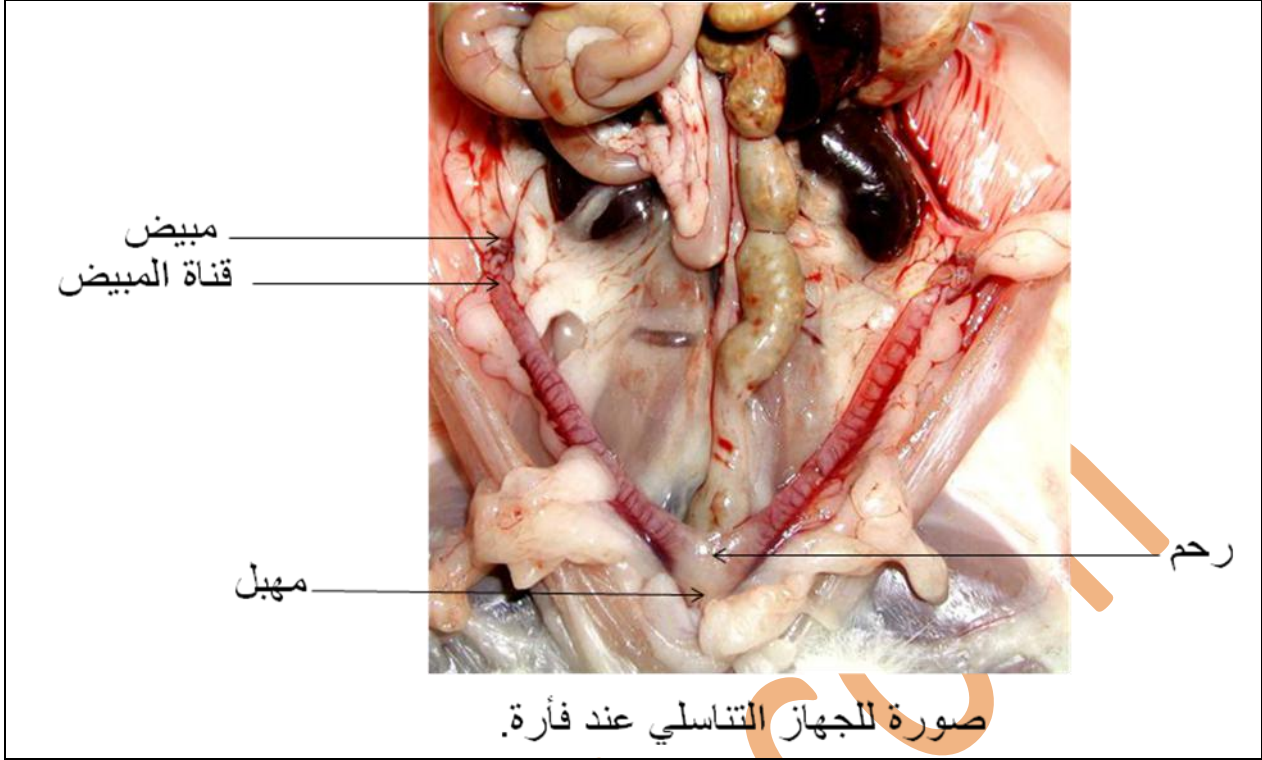 مبيض
قناة المبيض
رحم
مهبل
صورة للجهاز التناسلي عند فأرة.